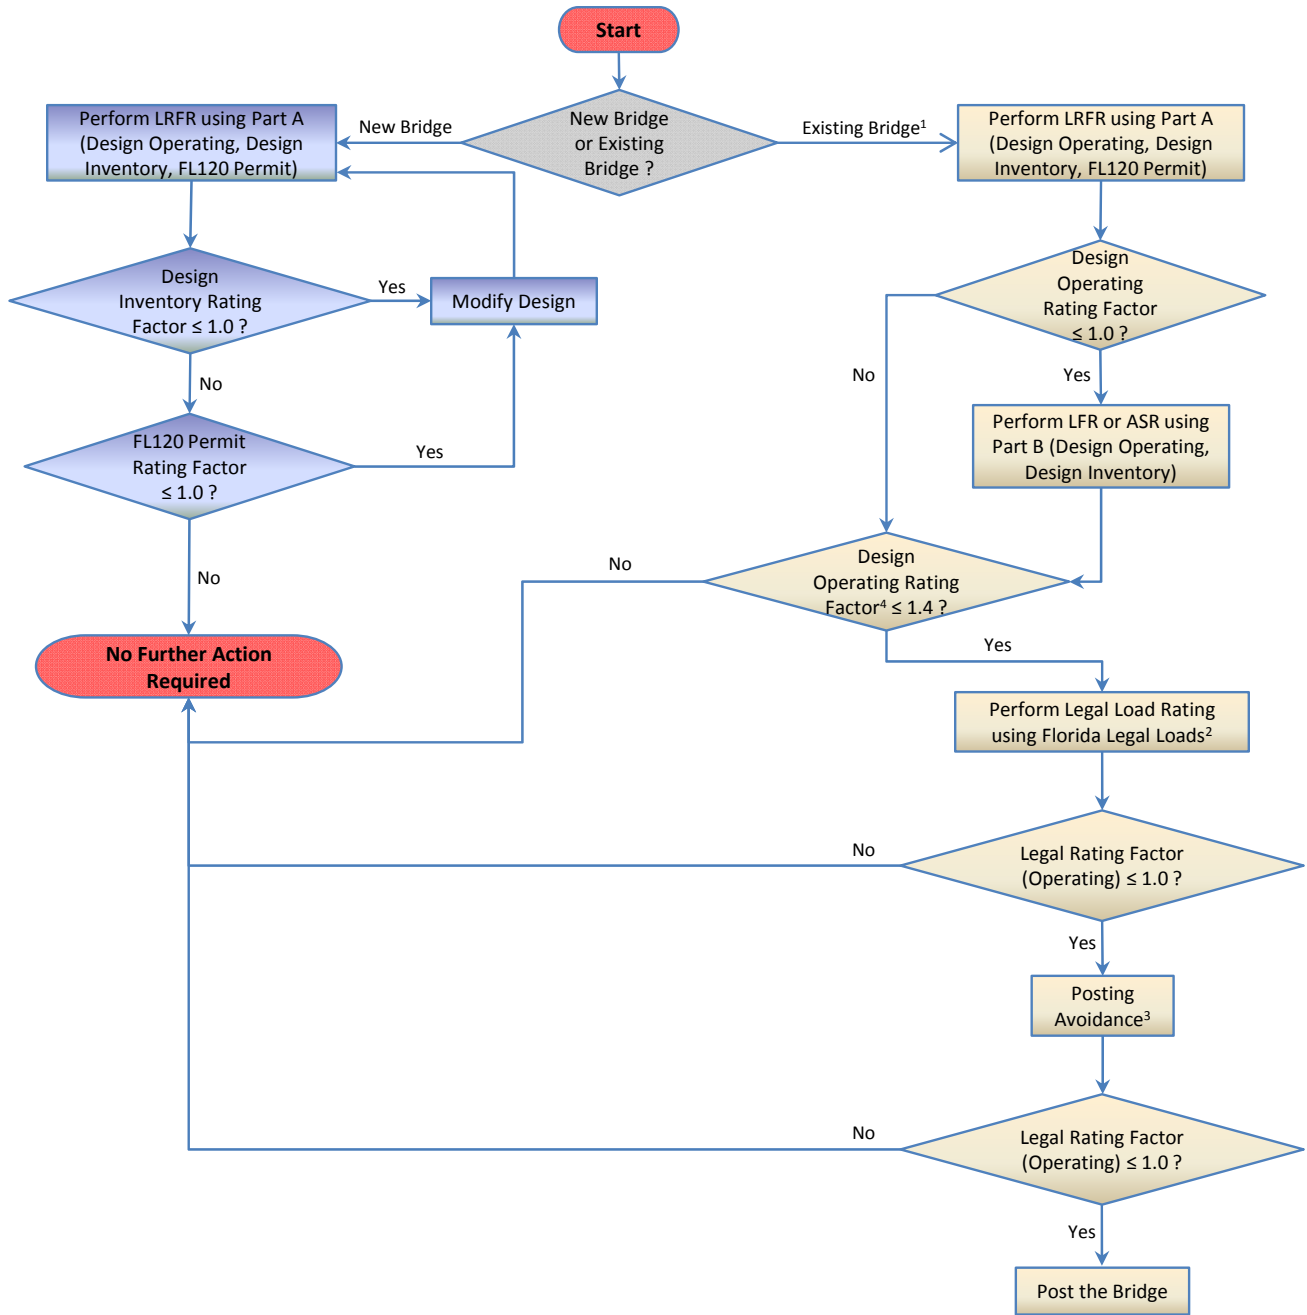 Start
New Bridge
or Existing
Bridge ?
New Bridge
Existing Bridge¹
Perform LRFR using Part A
(Design Operating, Design
Inventory, FL120 Permit)
Design
Inventory Rating
Factor ≤ 1.0 ?
Yes
Modify Design
No
FL120 Permit
Rating Factor
≤ 1.0 ?
Yes
No
No Further Action
Required
Perform LRFR using Part A
(Design Operating, Design
Inventory, FL120 Permit)
Design
Operating
Rating Factor
≤ 1.0 ?
No
Yes
Perform LFR or ASR using
Part B (Design Operating,
Design Inventory)
Design
Operating Rating
Factor⁴ ≤ 1.4 ?
No
Yes
Perform Legal Load Rating
using Florida Legal Loads²
Legal Rating Factor
(Operating) ≤ 1.0 ?
No
Yes
Posting
Avoidance³
Legal Rating Factor
(Operating) ≤ 1.0 ?
No
Yes
Post the Bridge